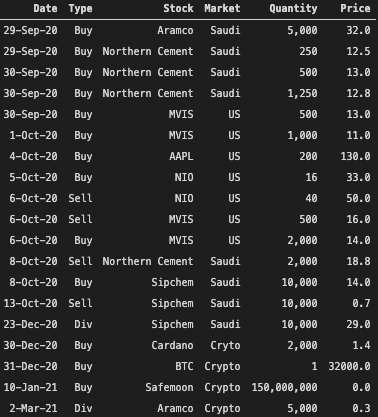 Date Type Stock Market Quantity Price
29-Sep-20 Buy Aramco Saudi 5,000 32.0
29-Sep-20 Buy Northern Cement Saudi 250 12.5
30-Sep-20 Buy Northern Cement Saudi 500 13.0
30-Sep-20 Buy Northern Cement Saudi 1,250 12.8
30-Sep-20 Buy MVIS US 500 13.0
1-Oct-20 Buy MVIS US 1,000 11.0
4-Oct-20 Buy AAPL US 200 130.0
5-Oct-20 Buy NIO US 16 33.0
6-Oct-20 Sell NIO US 40 50.0
6-Oct-20 Sell MVIS US 500 16.0
6-Oct-20 Buy MVIS US 2,000 14.0
8-Oct-20 Sell Northern Cement Saudi 2,000 18.8
8-Oct-20 Buy Sipchem Saudi 10,000 14.0
13-Oct-20 Sell Sipchem Saudi 10,000 0.7
23-Dec-20 Div Sipchem Saudi 10,000 29.0
30-Dec-20 Buy Cardano Cryto 2,000 1.4
31-Dec-20 Buy BTC Crypto 1 32000.0
10-Jan-21 Buy Safemoon Crypto 150,000,000 0.0
2-Mar-21 Div Aramco Crypto 5,000 0.3